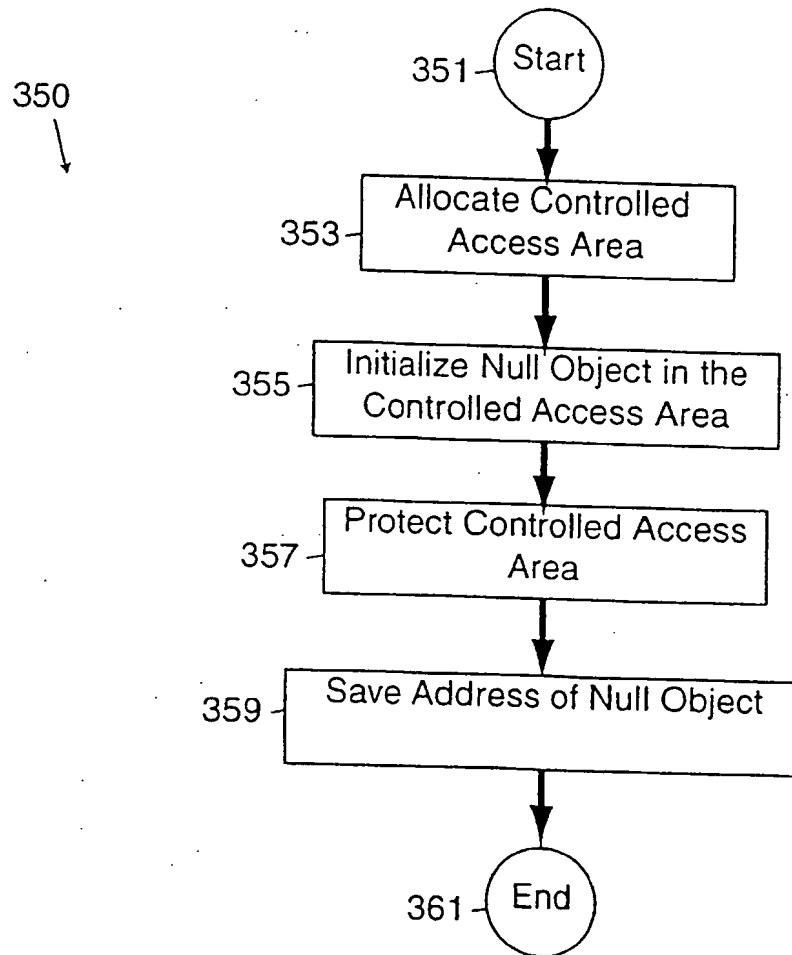 351
Start
350
353
Allocate Controlled
Access Area
355
Initialize Null Object in the
Controlled Access Area
357
Protect Controlled Access
Area
359
Save Address of Null Object
361
End